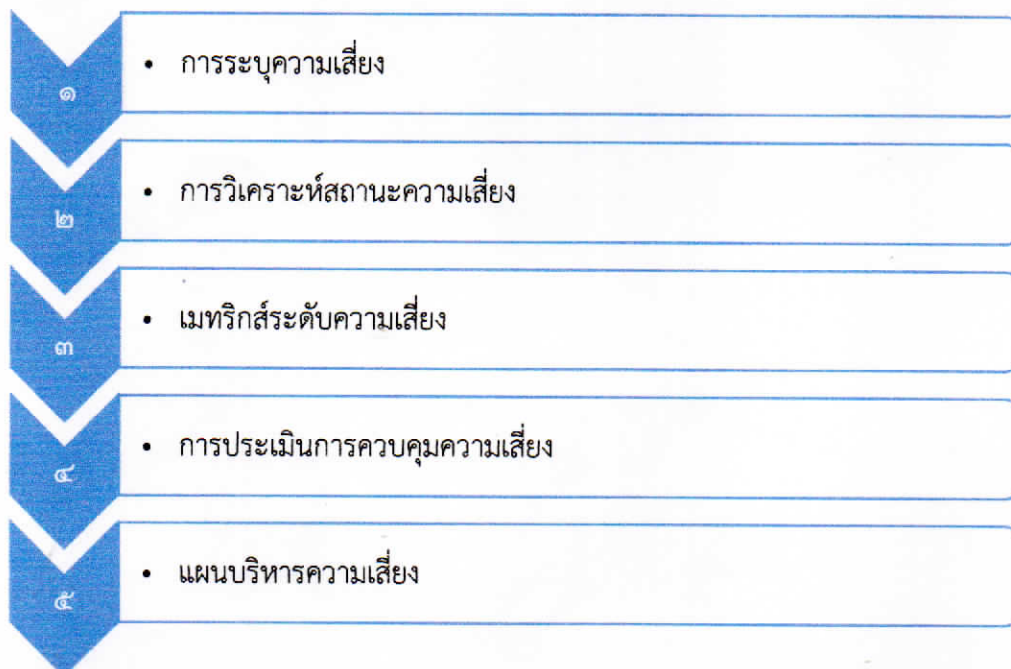 ๑
• การระบุความเสี่ยง
๒
• การวิเคราะห์สถานะความเสี่ยง
๓
• เมทริกส์ระดับความเสี่ยง
๔
• การประเมินการควบคุมความเสี่ยง
๕
• แผนบริหารความเสี่ยง